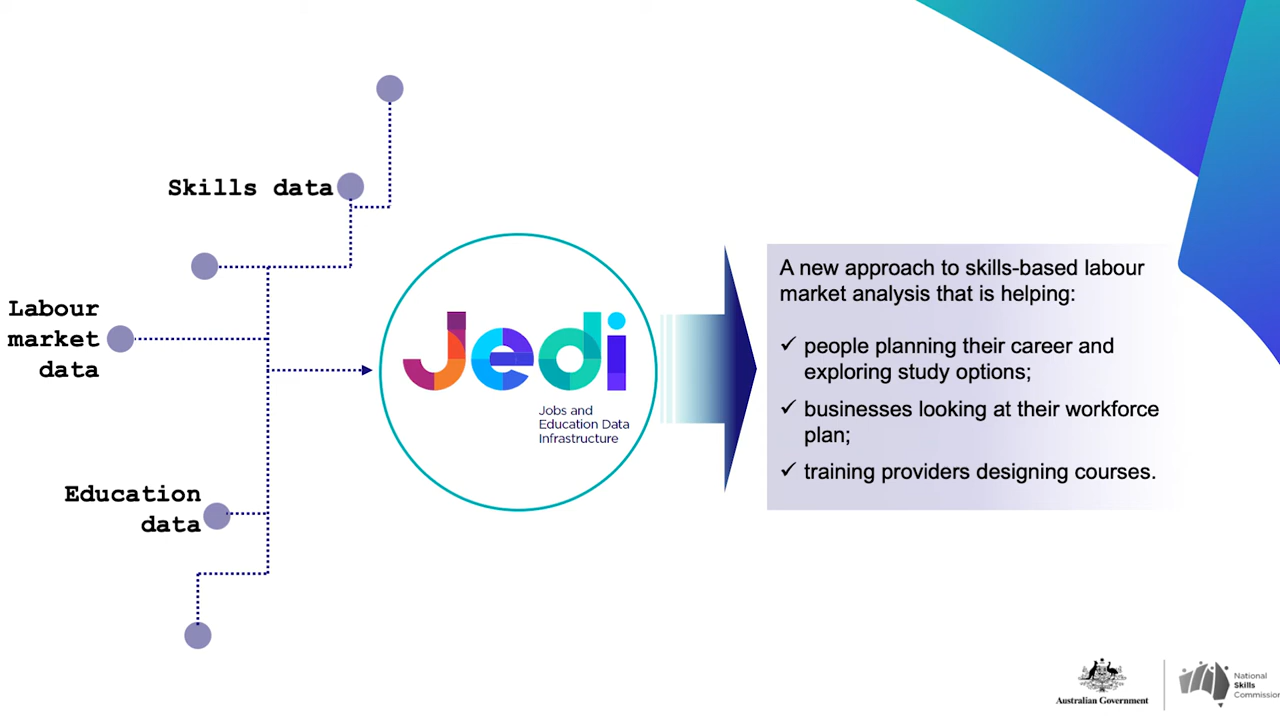 Skills data
Labour
market
data
Education
data
Jedi
Jobs and
Education Data
Infrastructure
A new approach to skills-based labour
market analysis that is helping:
✓ people planning their career and
exploring study options;
✓ businesses looking at their workforce
plan;
✓ training providers designing courses.
Australian Government
National
Skills
Commission